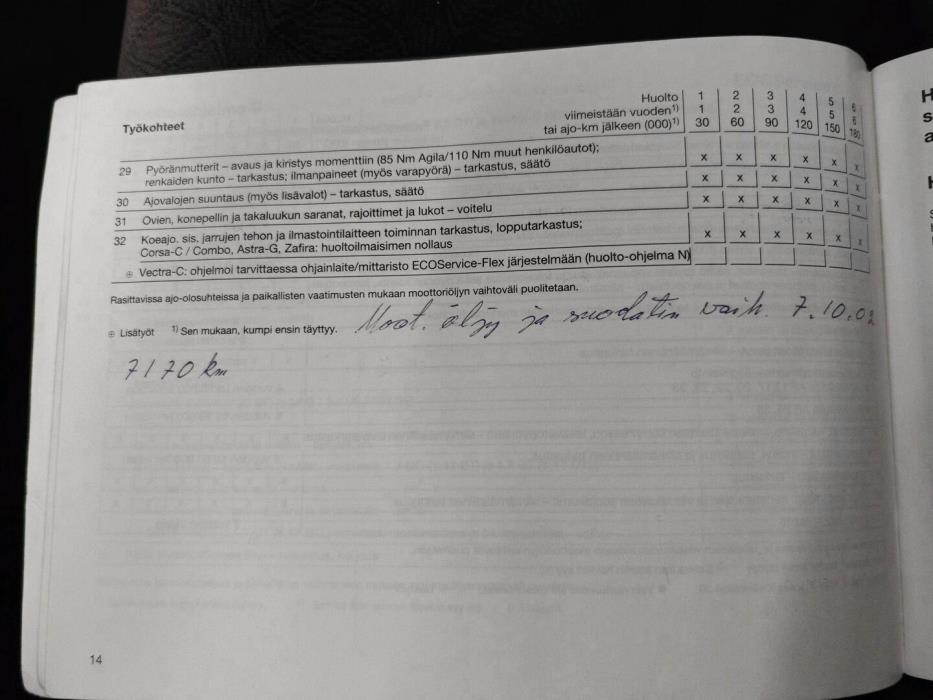 Huolto 1 2 3 4 5 6
Työkohteet viimeistään vuoden¹⁾ 1 2 3 4 5 6
tai ajo-km jälkeen (000)¹⁾ 30 60 90 120 150 180
29 Pyöränmutterit – avaus ja kiristys momenttiin (85 Nm Agila/110 Nm muut henkilöautot);
renkaiden kunto – tarkastus; ilmanpaineet (myös varapyörä) – tarkastus, säätö x x x x x x
30 Ajovalojen suuntaus (myös lisävalot) – tarkastus, säätö x x x x x x
31 Ovien, konepellin ja takaluukun saranat, rajoittimet ja lukot – voitelu x x x x x x
32 Koeajo. sis. jarrujen tehon ja ilmastointilaitteen toiminnan tarkastus, lopputarkastus;
Corsa-C / Combo, Astra-G, Zafira: huoltoilmaisimen nollaus x x x x x x
⊕ Vectra-C: ohjelmoi tarvittaessa ohjainlaite/mittaristo ECOService-Flex järjestelmään (huolto-ohjelma N)
Rasittavissa ajo-olosuhteissa ja paikallisten vaatimusten mukaan moottoriöljyn vaihtoväli puolitetaan.
⊕ Lisätyöt ¹⁾ Sen mukaan, kumpi ensin täyttyy. Moot. öljy ja suodatin vaih. 7.10.02
7170 km
14
H
s
a
H